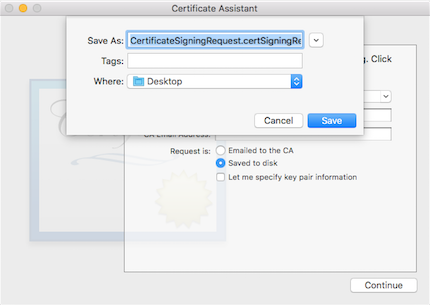 Certificate Assistant
Save As: CertificateSigningRequest.certSigningRe
Tags:
Where: Desktop
g. Click
Cancel Save
CA Email Address:
Request is: Emailed to the CA
Saved to disk
Let me specify key pair information
Continue